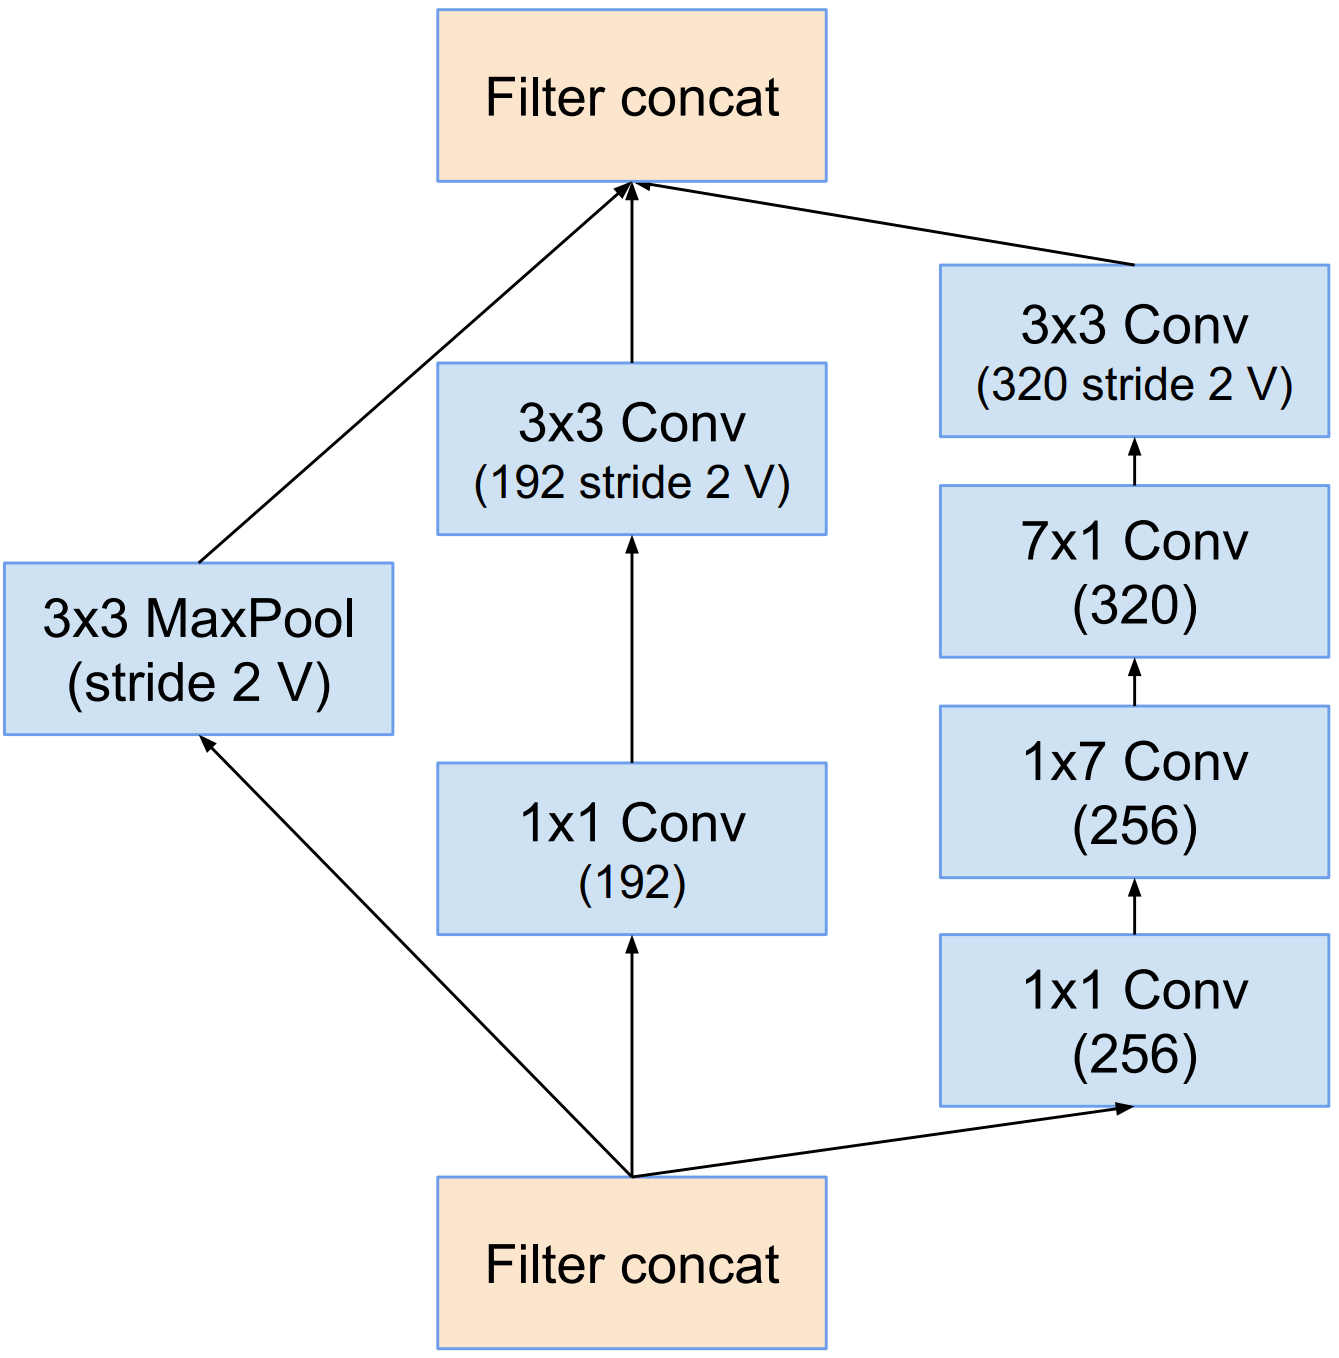 Filter concat
3x3 Conv
(320 stride 2 V)
3x3 Conv
(192 stride 2 V)
7x1 Conv
(320)
3x3 MaxPool
(stride 2 V)
1x7 Conv
(256)
1x1 Conv
(192)
1x1 Conv
(256)
Filter concat